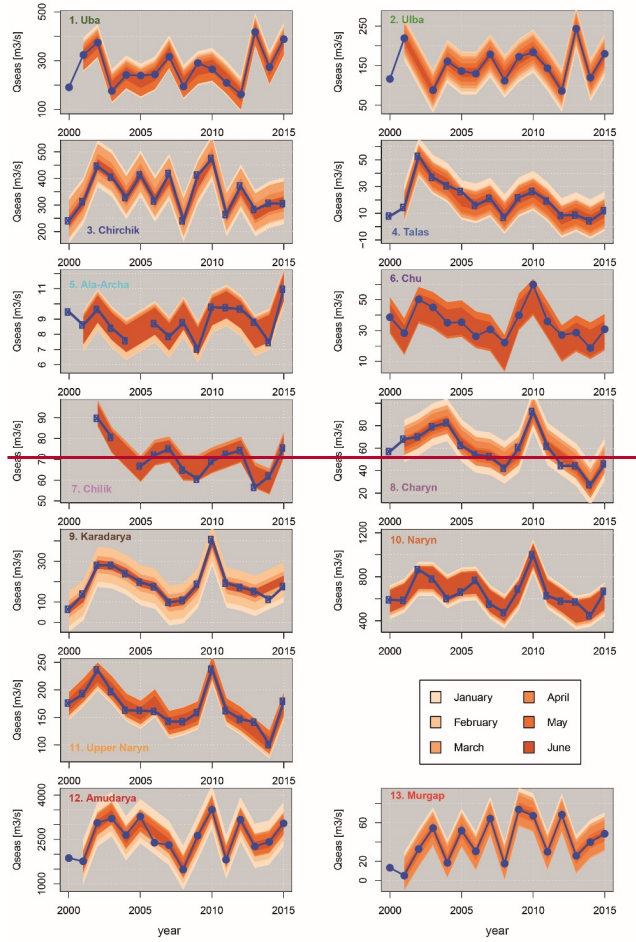 1. Uba
Qseas [m3/s]
500
300
100
2000 2005 2010 2015
2. Ulba
Qseas [m3/s]
250
150
50
2000 2005 2010 2015
3. Chirchik
Qseas [m3/s]
500
400
300
200
2000 2005 2010 2015
4. Talas
Qseas [m3/s]
50
30
10
−10
2000 2005 2010 2015
5. Ala-Archa
Qseas [m3/s]
11
9
8
7
6
2000 2005 2010 2015
6. Chu
Qseas [m3/s]
50
30
10
2000 2005 2010 2015
7. Chilik
Qseas [m3/s]
90
80
70
60
50
2000 2005 2010 2015
8. Charyn
Qseas [m3/s]
80
60
40
20
2000 2005 2010 2015
9. Karadarya
Qseas [m3/s]
300
100
0
2000 2005 2010 2015
10. Naryn
Qseas [m3/s]
1200
800
400
2000 2005 2010 2015
11. Upper Naryn
Qseas [m3/s]
250
200
150
100
2000 2005 2010 2015
January
February
March
April
May
June
12. Amudarya
Qseas [m3/s]
4000
2500
1000
2000 2005 2010 2015
year
13. Murgap
Qseas [m3/s]
60
20
0
2000 2005 2010 2015
year